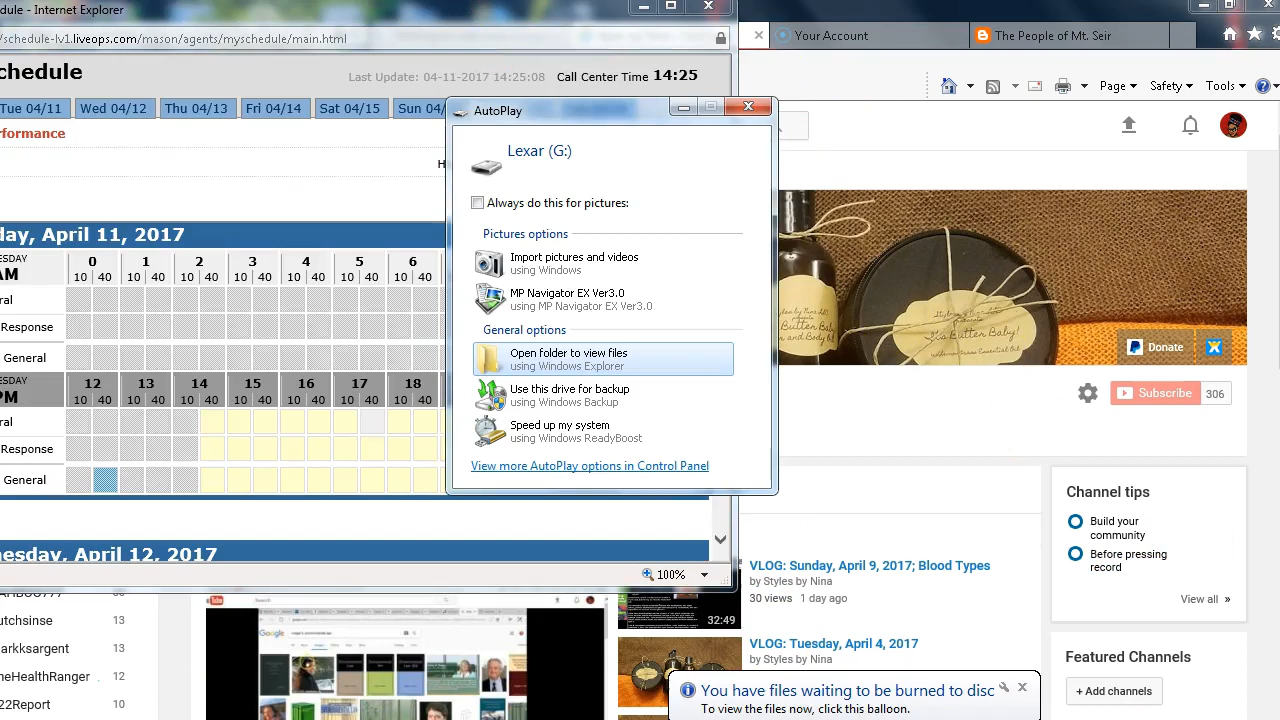 chedule - Internet Explorer
/schedule-lv1.liveops.com/mason/agents/myschedule/main.html
chedule
Last Update: 04-11-2017 14:25:08 Call Center Time 14:25
Tue 04/11 Wed 04/12 Thu 04/13 Fri 04/14 Sat 04/15 Sun 04/
rformance
H
day, April 11, 2017
ESDAY
AM
0 1 2 3 4 5 6
10 40 10 40 10 40 10 40 10 40 10 40 10 40
ral
Response
General
ESDAY
PM
12 13 14 15 16 17 18
10 40 10 40 10 40 10 40 10 40 10 40 10 40
ral
Response
General
nesday, April 12, 2017
100%
AutoPlay
Lexar (G:)
Always do this for pictures:
Pictures options
Import pictures and videos
using Windows
MP Navigator EX Ver3.0
using MP Navigator EX Ver3.0
General options
Open folder to view files
using Windows Explorer
Use this drive for backup
using Windows Backup
Speed up my system
using Windows ReadyBoost
View more AutoPlay options in Control Panel
Your Account
The People of Mt. Seir
Page Safety Tools
Butter Baby!
It's Butter Baby!
Donate
Subscribe 306
Channel tips
Build your
community
Before pressing
record
View all »
VLOG: Sunday, April 9, 2017; Blood Types
by Styles by Nina
30 views 1 day ago
32:49
VLOG: Tuesday, April 4, 2017
by Styles by Nina
Featured Channels
+ Add channels
utchsinse 13
arkksargent 13
heHealthRanger 12
22Report 10
Google
You have files waiting to be burned to disc
To view the files now, click this balloon.